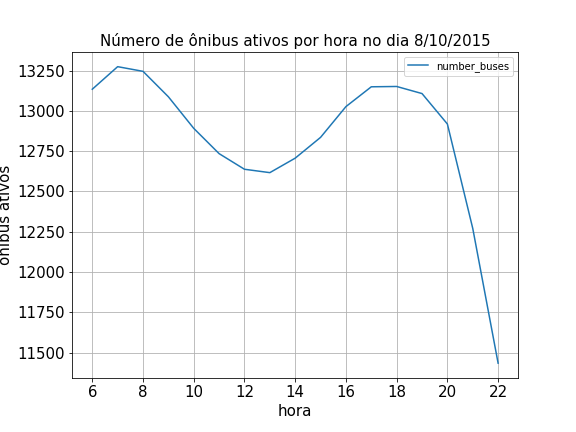 Número de ônibus ativos por hora no dia 8/10/2015
number_buses
ônibus ativos
13250
13000
12750
12500
12250
12000
11750
11500
6 8 10 12 14 16 18 20 22
hora